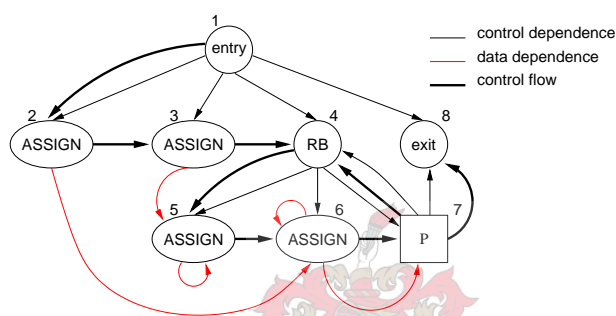 1
entry
control dependence
data dependence
control flow
2
ASSIGN
3
ASSIGN
4
RB
8
exit
5
ASSIGN
6
ASSIGN
7
P